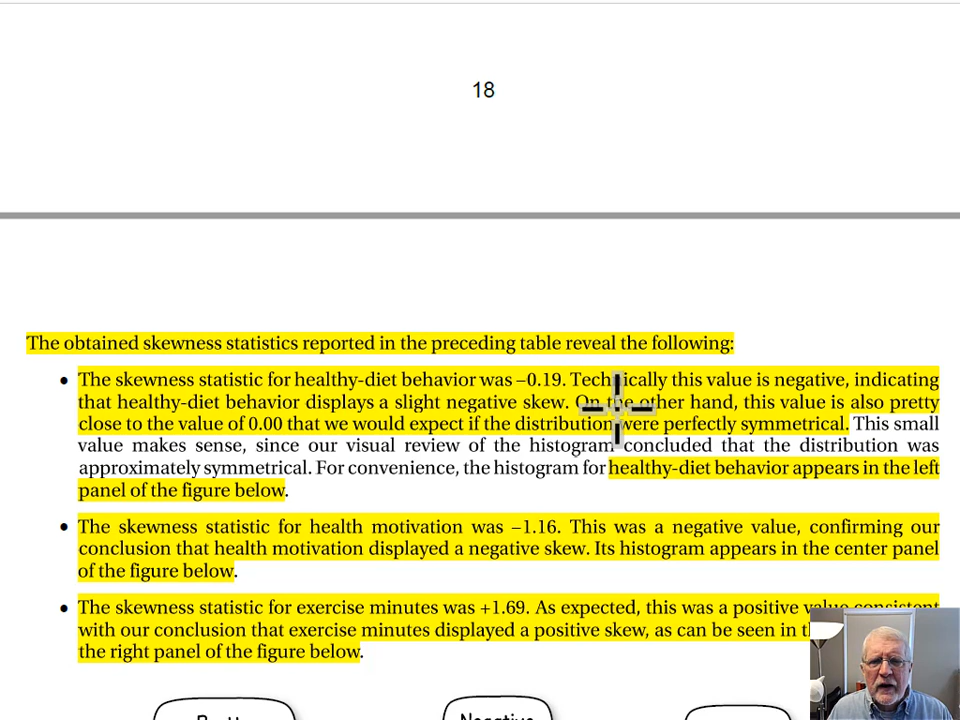 18
The obtained skewness statistics reported in the preceding table reveal the following:
• The skewness statistic for healthy-diet behavior was −0.19. Technically this value is negative, indicating
that healthy-diet behavior displays a slight negative skew. On the other hand, this value is also pretty
close to the value of 0.00 that we would expect if the distribution were perfectly symmetrical. This small
value makes sense, since our visual review of the histogram concluded that the distribution was
approximately symmetrical. For convenience, the histogram for healthy-diet behavior appears in the left
panel of the figure below.
• The skewness statistic for health motivation was −1.16. This was a negative value, confirming our
conclusion that health motivation displayed a negative skew. Its histogram appears in the center panel
of the figure below.
• The skewness statistic for exercise minutes was +1.69. As expected, this was a positive value consistent
with our conclusion that exercise minutes displayed a positive skew, as can be seen in
the right panel of the figure below.
Negative